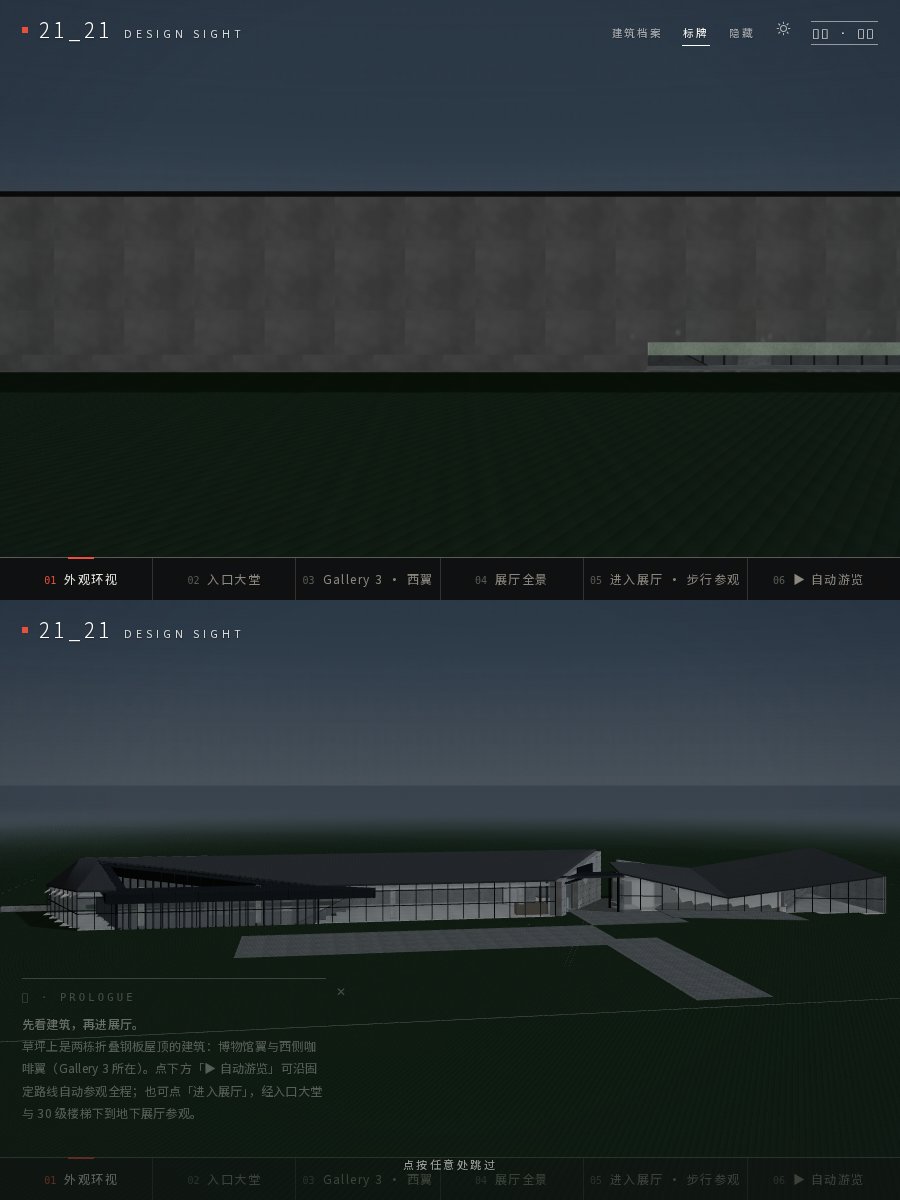 21_21 DESIGN SIGHT
建筑档案 标牌 隐藏
01 外观环视 02 入口大堂 03 Gallery 3 · 西翼 04 展厅全景 05 进入展厅 · 步行参观 06 ▶ 自动游览
21_21 DESIGN SIGHT
· PROLOGUE ×
先看建筑，再进展厅。
草坪上是两栋折叠钢板屋顶的建筑：博物馆翼与西侧咖
啡翼（Gallery 3 所在）。点下方「▶ 自动游览」可沿固
定路线自动参观全程；也可点「进入展厅」，经入口大堂
与 30 级楼梯下到地下展厅参观。
点按任意处跳过
01 外观环视 02 入口大堂 03 Gallery 3 · 西翼 04 展厅全景 05 进入展厅 · 步行参观 06 ▶ 自动游览